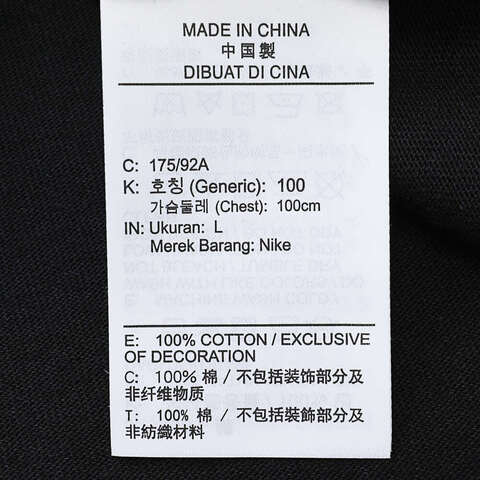 MADE IN CHINA
中国製
DIBUAT DI CINA
C: 175/92A
K: 호칭 (Generic): 100
가슴둘레 (Chest): 100cm
IN: Ukuran: L
Merek Barang: Nike
E: 100% COTTON / EXCLUSIVE
OF DECORATION
C: 100% 棉 / 不包括装饰部分及
非纤维物质
T: 100% 棉 / 不包括裝飾部分及
非紡織材料